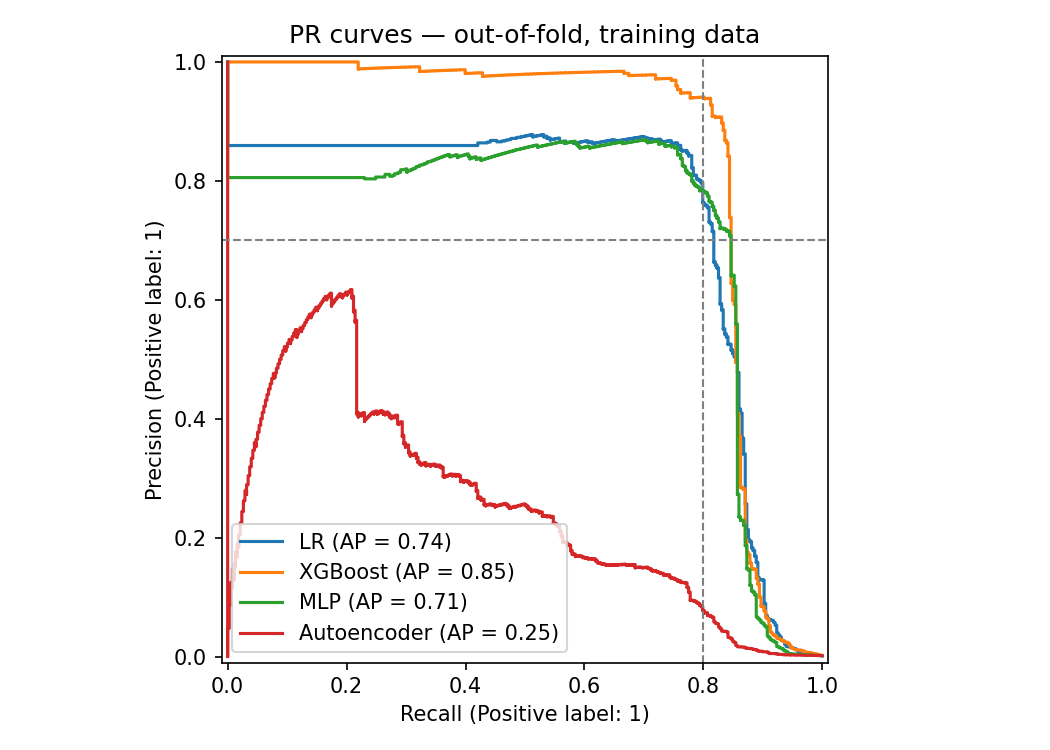 PR curves — out-of-fold, training data
Precision (Positive label: 1)
1.0
0.8
0.6
0.4
0.2
0.0
LR (AP = 0.74)
XGBoost (AP = 0.85)
MLP (AP = 0.71)
Autoencoder (AP = 0.25)
0.0 0.2 0.4 0.6 0.8 1.0
Recall (Positive label: 1)